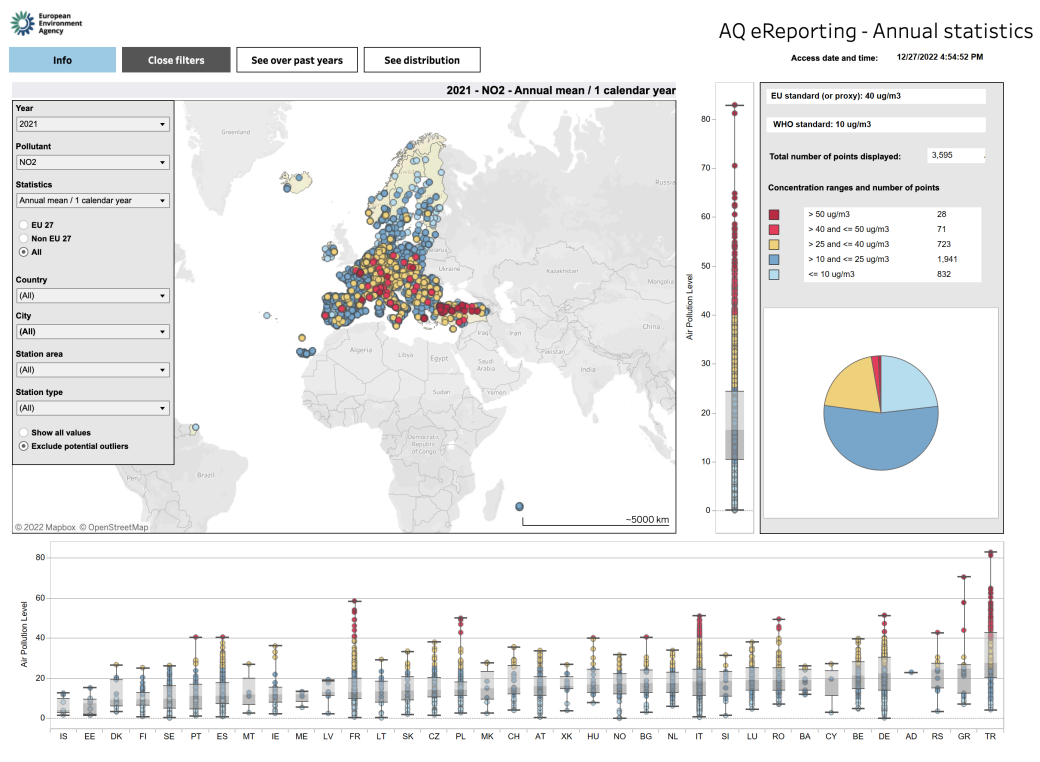 European
Environment
Agency
AQ eReporting - Annual statistics
Access date and time: 12/27/2022 4:54:52 PM
Info
Close filters
See over past years
See distribution
2021 - NO2 - Annual mean / 1 calendar year
Year
2021
Pollutant
NO2
Statistics
Annual mean / 1 calendar year
EU 27
Non EU 27
All
Country
(All)
City
(All)
Station area
(All)
Station type
(All)
Show all values
Exclude potential outliers
Greenland
Russia
Ukraine
Kazakhstan
Mongolia
China
Iraq
Iran
Pakistan
India
Algeria
Libya
Egypt
Saudi
Arabia
Sudan
Yemen
Democratic
Republic
of Congo
Peru
Brazil
© 2022 Mapbox © OpenStreetMap
~5000 km
Air Pollution Level
80
70
60
50
40
30
20
10
0
EU standard (or proxy): 40 ug/m3
WHO standard: 10 ug/m3
Total number of points displayed: 3,595
Concentration ranges and number of points
> 50 ug/m3 28
> 40 and <= 50 ug/m3 71
> 25 and <= 40 ug/m3 723
> 10 and <= 25 ug/m3 1,941
<= 10 ug/m3 832
Air Pollution Level
80
60
40
20
0
IS EE DK FI SE PT ES MT IE ME LV FR LT SK CZ PL MK CH AT XK HU NO BG NL IT SI LU RO BA CY BE DE AD RS GR TR